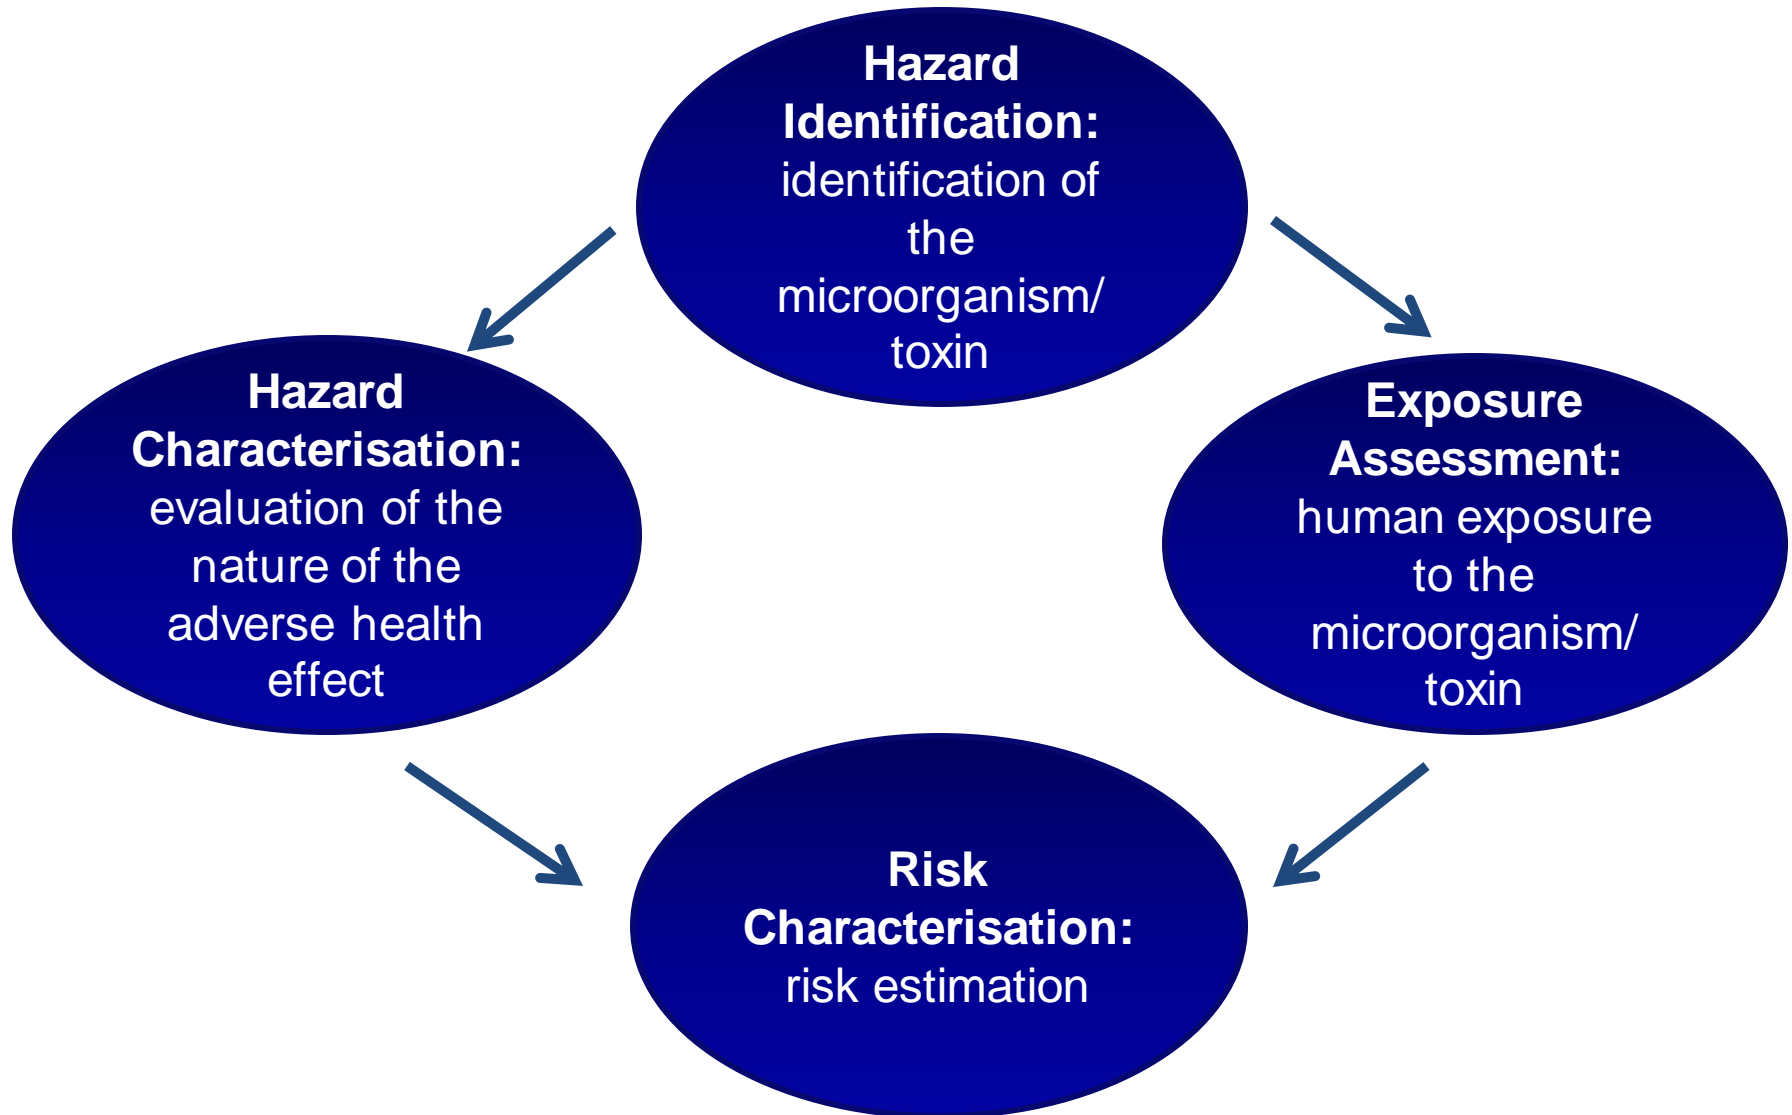 Hazard
Identification:
identification of
the
microorganism/
toxin
Hazard
Characterisation:
evaluation of the
nature of the
adverse health
effect
Exposure
Assessment:
human exposure
to the
microorganism/
toxin
Risk
Characterisation:
risk estimation